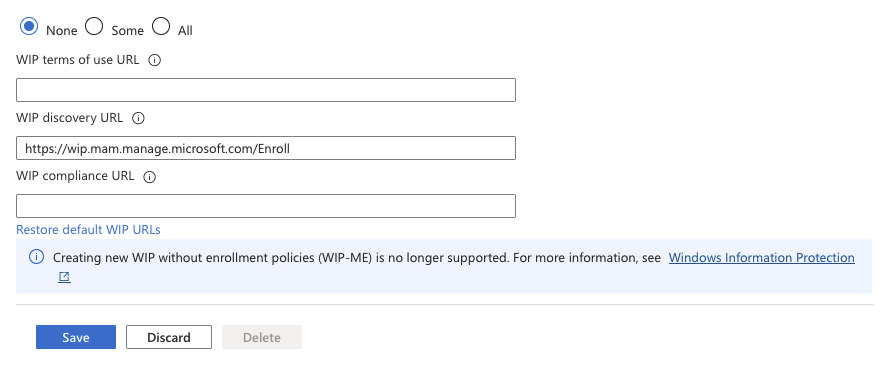 None Some All
WIP terms of use URL
WIP discovery URL
https://wip.mam.manage.microsoft.com/Enroll
WIP compliance URL
Restore default WIP URLs
Creating new WIP without enrollment policies (WIP-ME) is no longer supported. For more information, see Windows Information Protection
Save Discard Delete